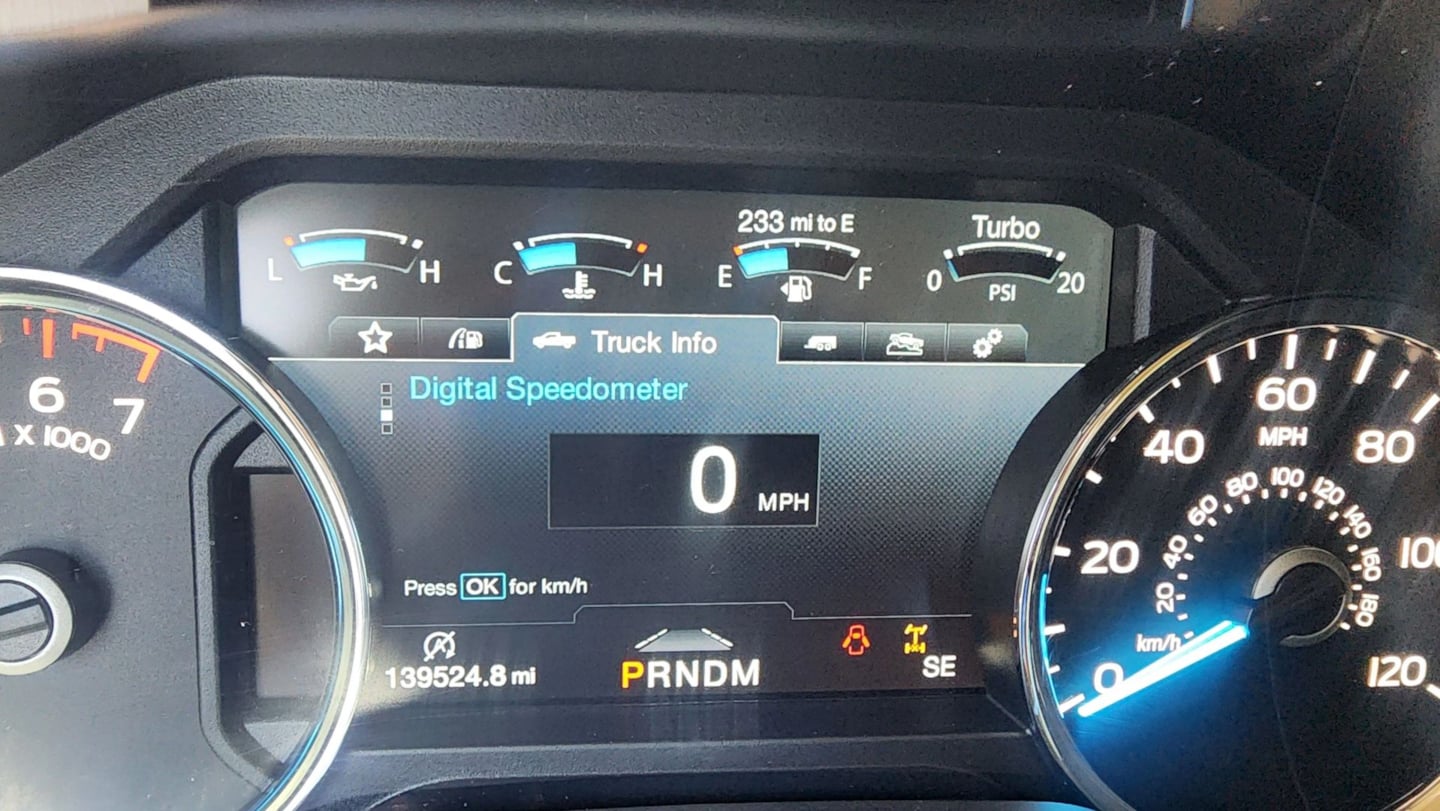 233 mi to E
Turbo
L H
C H
E F
0 20
PSI
Truck Info
Digital Speedometer
0 MPH
Press OK for km/h
139524.8 mi
PRNDM
SE
6
7
X 1000
0
20
40
60
80
120
MPH
20
40
60
80
100
120
140
160
180
km/h